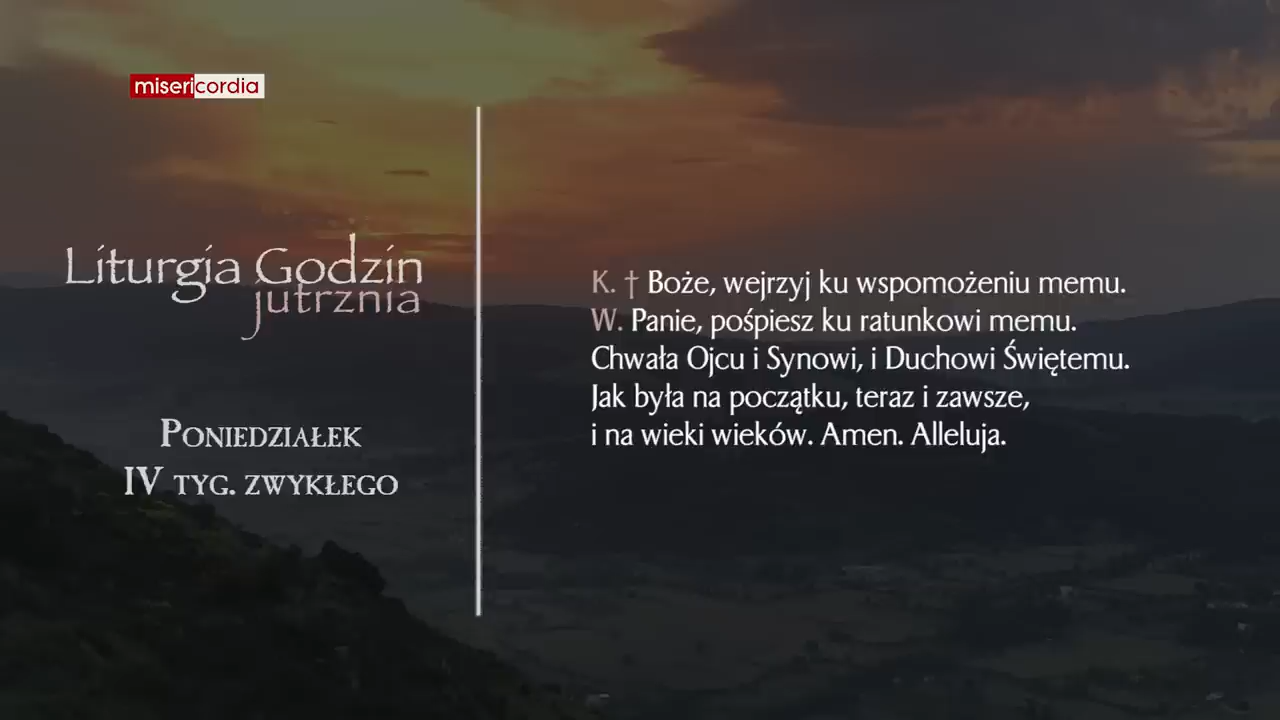 misericordia
Liturgia Godzin
jutrznia
Poniedziałek
IV tyg. zwykłego
K. † Boże, wejrzyj ku wspomożeniu memu.
W. Panie, pośpiesz ku ratunkowi memu.
Chwała Ojcu i Synowi, i Duchowi Świętemu.
Jak była na początku, teraz i zawsze,
i na wieki wieków. Amen. Alleluja.